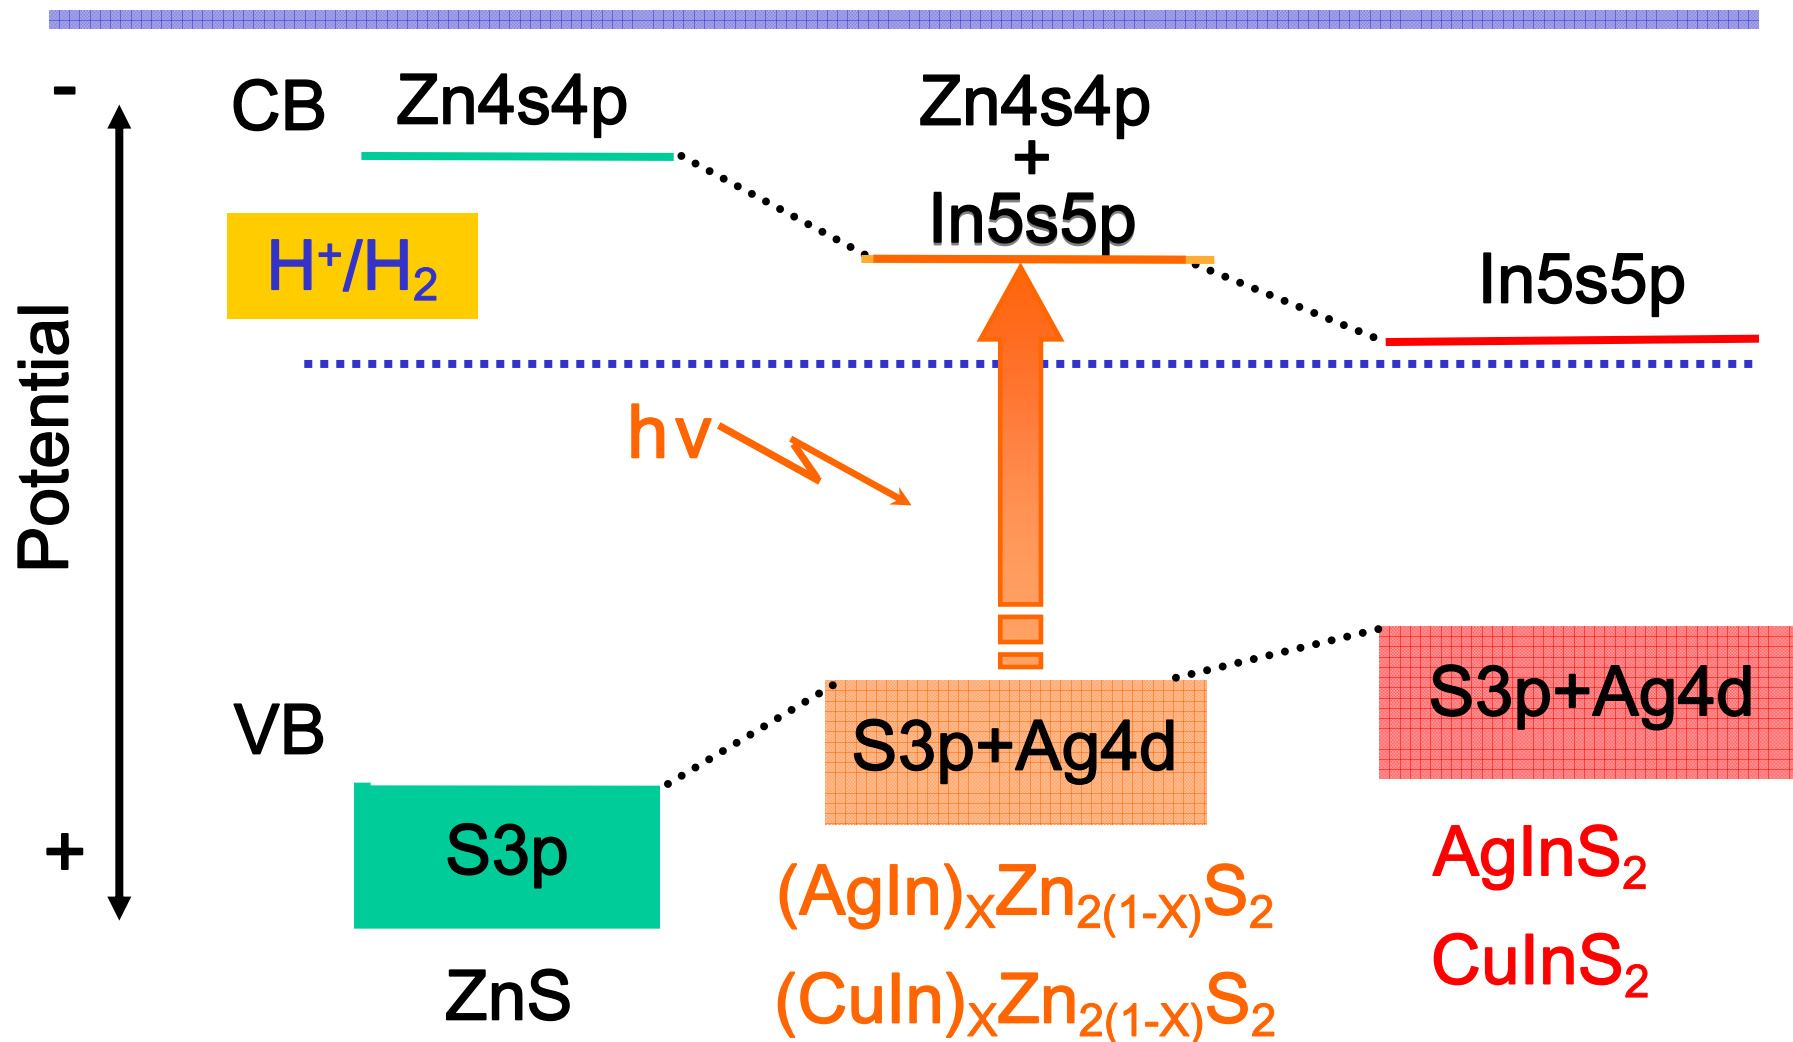 -
CB
Zn4s4p
Zn4s4p
+
In5s5p
H⁺/H₂
In5s5p
Potential
hν
VB
S3p
S3p+Ag4d
S3p+Ag4d
+
ZnS
(AgIn)ₓZn₂₍₁₋ₓ₎S₂
(CuIn)ₓZn₂₍₁₋ₓ₎S₂
AgInS₂
CuInS₂